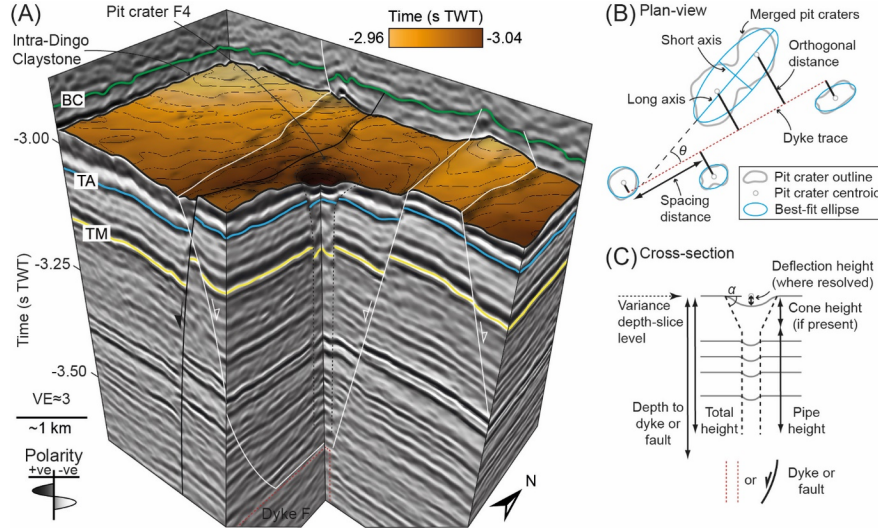 (A)
Pit crater F4
Intra-Dingo
Claystone
Time (s TWT)
-2.96
-3.04
BC
-3.00
TA
TM
-3.25
Time (s TWT)
-3.50
VE≈3
~1 km
Polarity
+ve -ve
Dyke F
N
(B) Plan-view
Merged pit craters
Short axis
Orthogonal
distance
Long axis
Dyke trace
θ
Spacing
distance
Pit crater outline
Pit crater centroid
Best-fit ellipse
(C) Cross-section
α
Deflection height
(where resolved)
Variance
depth-slice
level
Cone height
(if present)
Depth to
dyke or
fault
Total
height
Pipe
height
or
Dyke or
fault